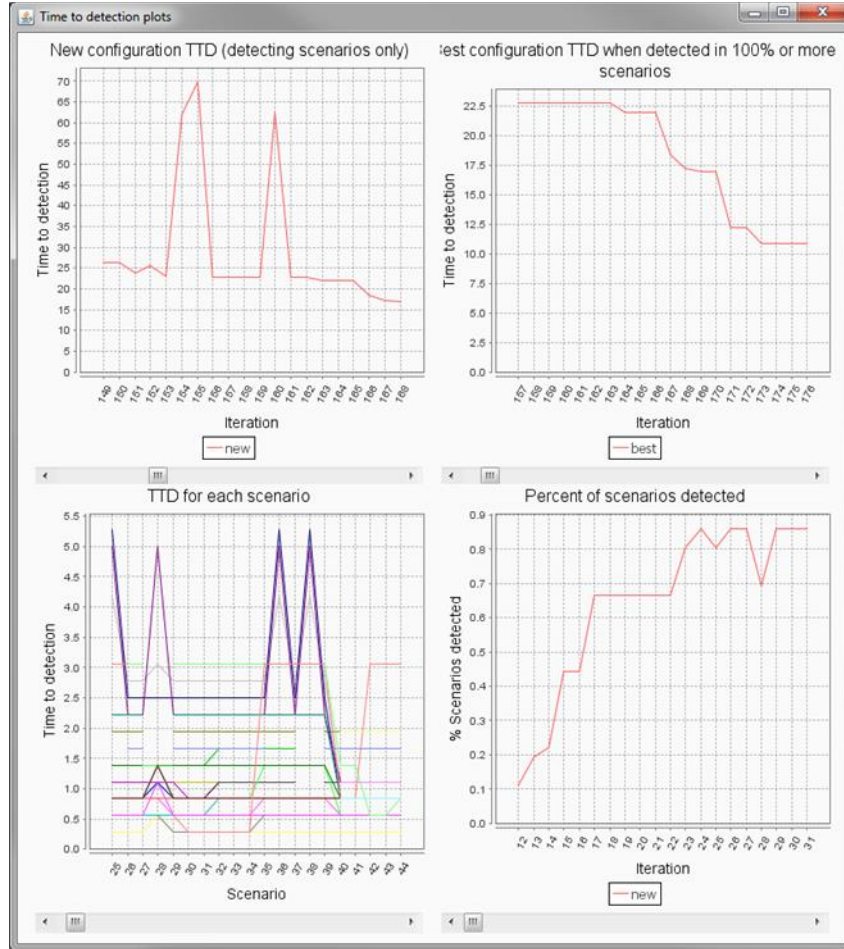 Time to detection plots
New configuration TTD (detecting scenarios only)
70
65
60
55
50
45
40
35
30
25
20
15
10
5
0
Time to detection
149 150 151 152 153 154 155 156 157 158 159 160 161 162 163 164 165 166 167 168
Iteration
new
est configuration TTD when detected in 100% or more
scenarios
22.5
20.0
17.5
15.0
12.5
10.0
7.5
5.0
2.5
0.0
Time to detection
157 158 159 160 161 162 163 164 165 166 167 168 169 170 171 172 173 174 175 176
Iteration
best
TTD for each scenario
5.5
5.0
4.5
4.0
3.5
3.0
2.5
2.0
1.5
1.0
0.5
0.0
Time to detection
25 26 27 28 29 30 31 32 33 34 35 36 37 38 39 40 41 42 43 44
Scenario
Percent of scenarios detected
0.9
0.8
0.7
0.6
0.5
0.4
0.3
0.2
0.1
0.0
% Scenarios detected
12 13 14 15 16 17 18 19 20 21 22 23 24 25 26 27 28 29 30 31
Iteration
new